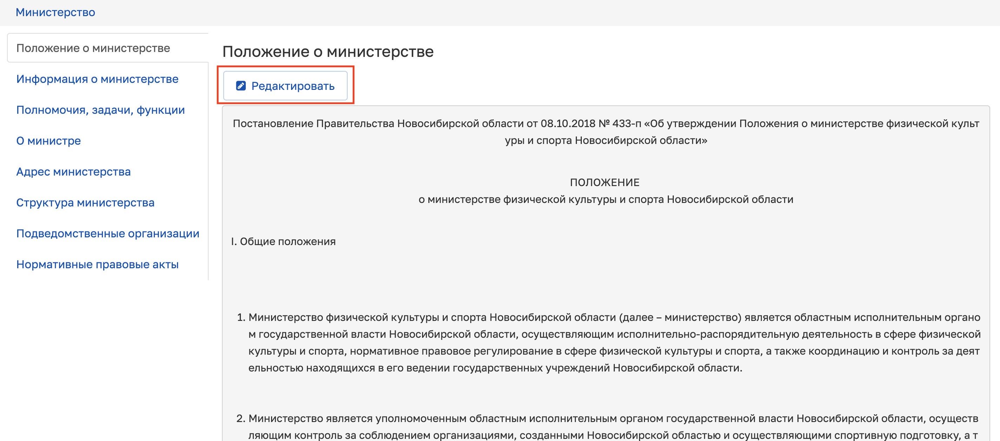 Министерство
Положение о министерстве
Информация о министерстве
Полномочия, задачи, функции
О министре
Адрес министерства
Структура министерства
Подведомственные организации
Нормативные правовые акты
Положение о министерстве
Редактировать
Постановление Правительства Новосибирской области от 08.10.2018 № 433-п «Об утверждении Положения о министерстве физической культ
уры и спорта Новосибирской области»
ПОЛОЖЕНИЕ
о министерстве физической культуры и спорта Новосибирской области
I. Общие положения
1. Министерство физической культуры и спорта Новосибирской области (далее – министерство) является областным исполнительным органо
м государственной власти Новосибирской области, осуществляющим исполнительно-распорядительную деятельность в сфере физической
культуры и спорта, нормативное правовое регулирование в сфере физической культуры и спорта, а также координацию и контроль за деят
ельностью находящихся в его ведении государственных учреждений Новосибирской области.
2. Министерство является уполномоченным областным исполнительным органом государственной власти Новосибирской области, осуществ
ляющим контроль за соблюдением организациями, созданными Новосибирской областью и осуществляющими спортивную подготовку, а т